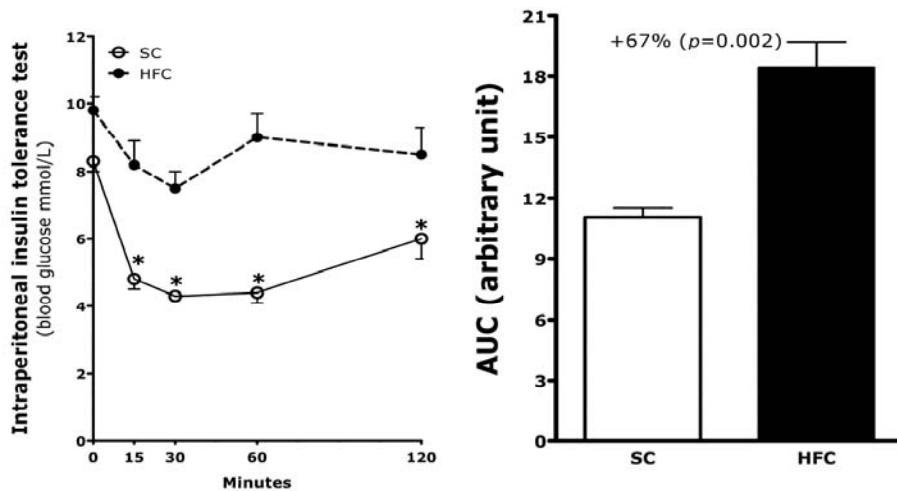 Intraperitoneal insulin tolerance test
(blood glucose mmol/L)
12
10
8
6
4
2
0
SC
HFC
*
*
*
*
0 15 30 60 120
Minutes
AUC (arbitrary unit)
21
18
15
12
9
6
3
0
+67% (p=0.002)
SC HFC